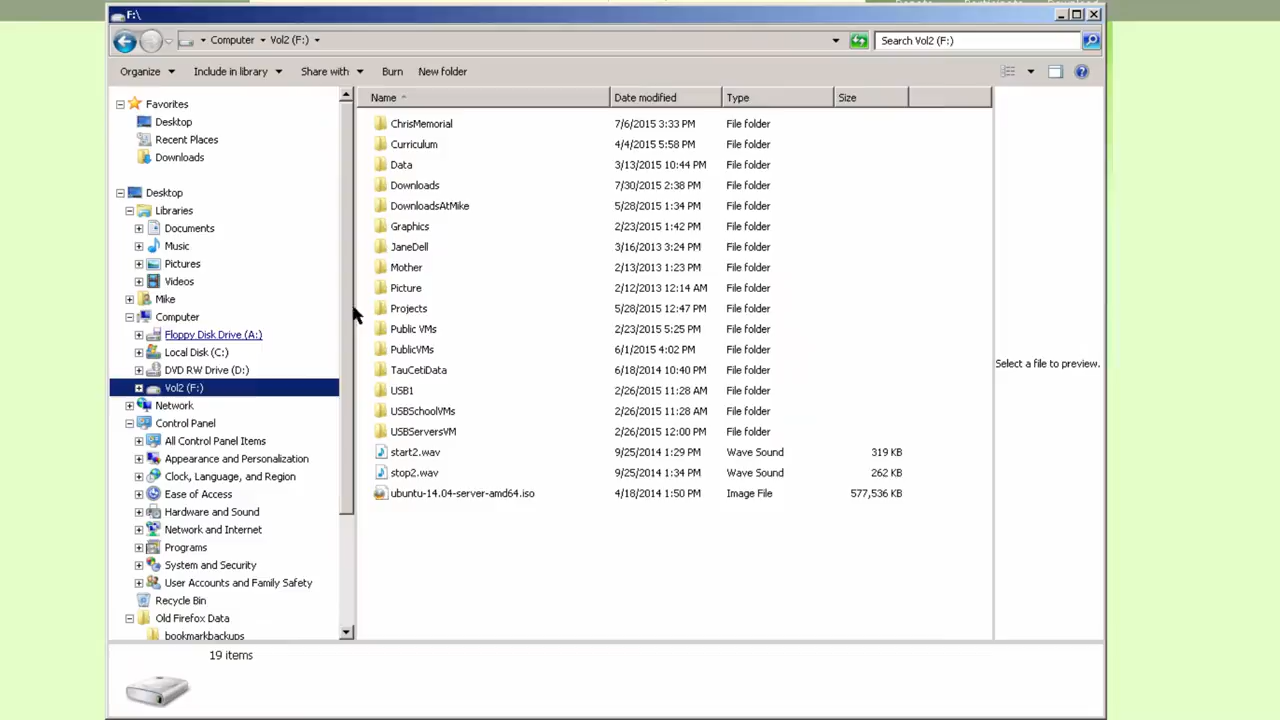 F:\
Computer Vol2 (F:) Search Vol2 (F:)
Organize Include in library Share with Burn New folder
Name Date modified Type Size
Favorites
Desktop
Recent Places
Downloads
Desktop
Libraries
Documents
Music
Pictures
Videos
Mike
Computer
Floppy Disk Drive (A:)
Local Disk (C:)
DVD RW Drive (D:)
Vol2 (F:)
Network
Control Panel
All Control Panel Items
Appearance and Personalization
Clock, Language, and Region
Ease of Access
Hardware and Sound
Network and Internet
Programs
System and Security
User Accounts and Family Safety
Recycle Bin
Old Firefox Data
bookmarkbackups
ChrisMemorial 7/6/2015 3:33 PM File folder
Curriculum 4/4/2015 5:58 PM File folder
Data 3/13/2015 10:44 PM File folder
Downloads 7/30/2015 2:38 PM File folder
DownloadsAtMike 5/28/2015 1:34 PM File folder
Graphics 2/23/2015 1:42 PM File folder
JaneDell 3/16/2013 3:24 PM File folder
Mother 2/13/2013 1:23 PM File folder
Picture 2/12/2013 12:14 AM File folder
Projects 5/28/2015 12:47 PM File folder
Public VMs 2/23/2015 5:25 PM File folder
PublicVMs 6/1/2015 4:02 PM File folder
TauCetiData 6/18/2014 10:40 PM File folder
USB1 2/26/2015 11:28 AM File folder
USBSchoolVMs 2/26/2015 11:28 AM File folder
USBServersVM 2/26/2015 12:00 PM File folder
start2.wav 9/25/2014 1:29 PM Wave Sound 319 KB
stop2.wav 9/25/2014 1:34 PM Wave Sound 262 KB
ubuntu-14.04-server-amd64.iso 4/18/2014 1:50 PM Image File 577,536 KB
Select a file to preview.
19 items